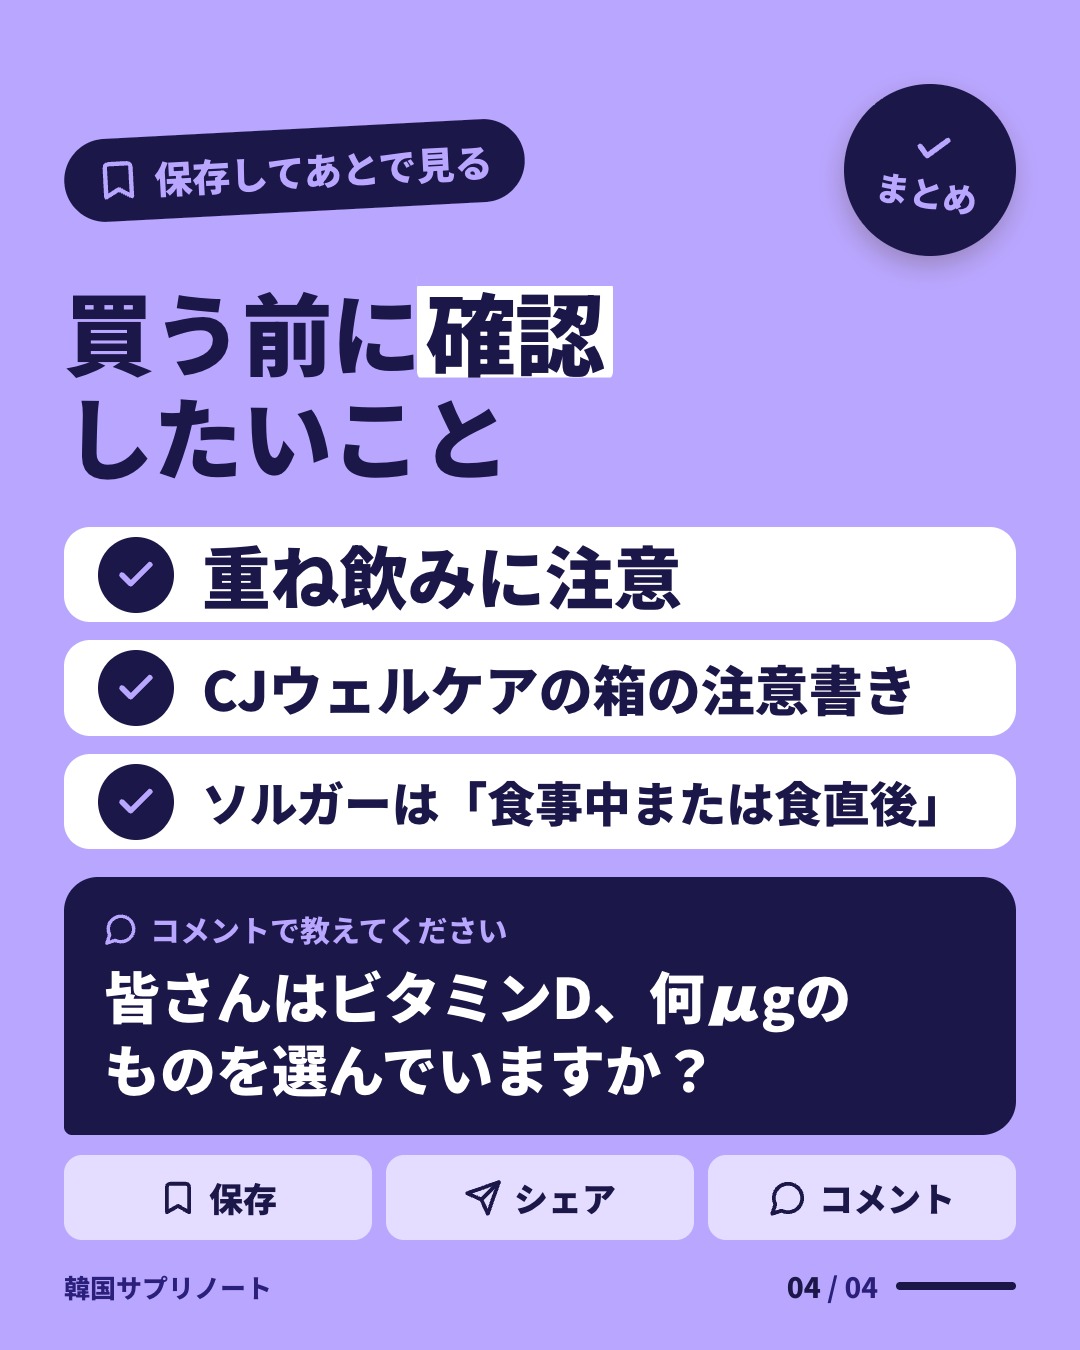 保存してあとで見る
まとめ
買う前に確認
したいこと
重ね飲みに注意
CJウェルケアの箱の注意書き
ソルガーは「食事中または食直後」
コメントで教えてください
皆さんはビタミンD、何μgの
ものを選んでいますか？
保存
シェア
コメント
韓国サプリノート
04 / 04